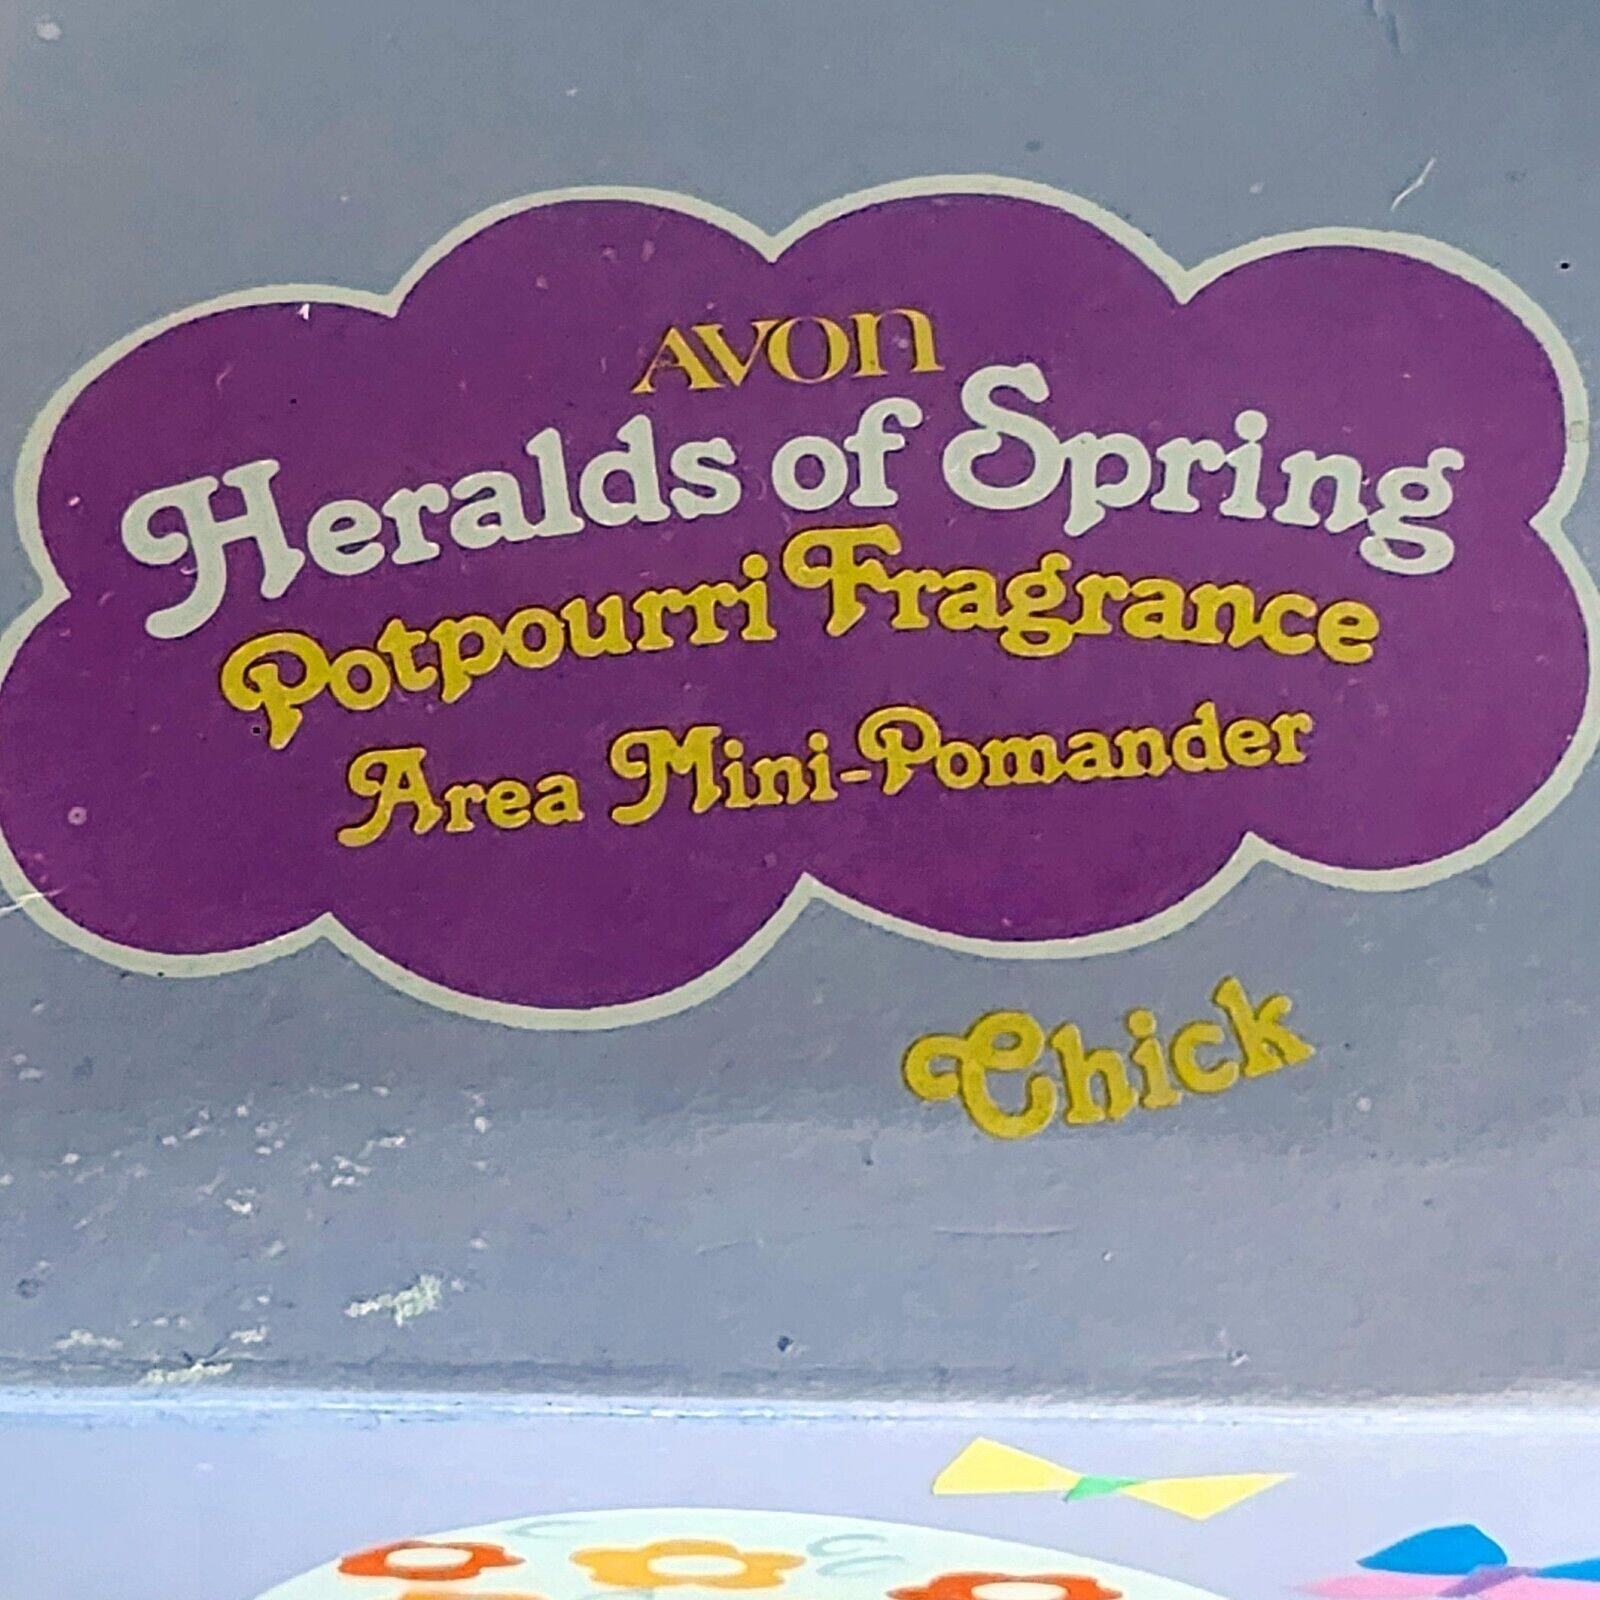 AVON
Heralds of Spring
Potpourri Fragrance
Area Mini-Pomander
Chick